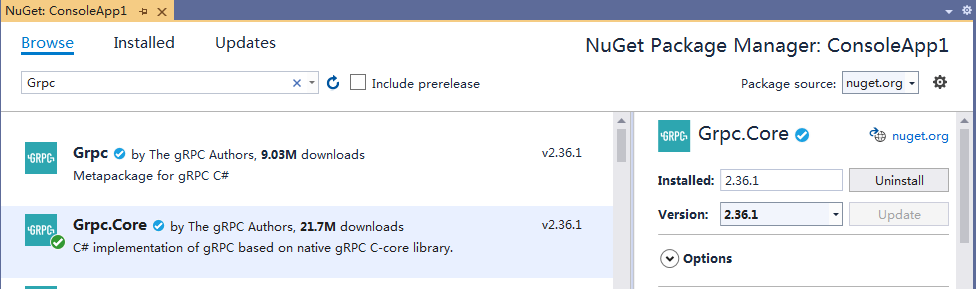 NuGet: ConsoleApp1
Browse Installed Updates
NuGet Package Manager: ConsoleApp1
Grpc
Include prerelease
Package source: nuget.org
GRPC
Grpc by The gRPC Authors, 9.03M downloads
v2.36.1
Metapackage for gRPC C#
GRPC
Grpc.Core by The gRPC Authors, 21.7M downloads
v2.36.1
C# implementation of gRPC based on native gRPC C-core library.
GRPC
Grpc.Core
nuget.org
Installed: 2.36.1 Uninstall
Version: 2.36.1 Update
Options